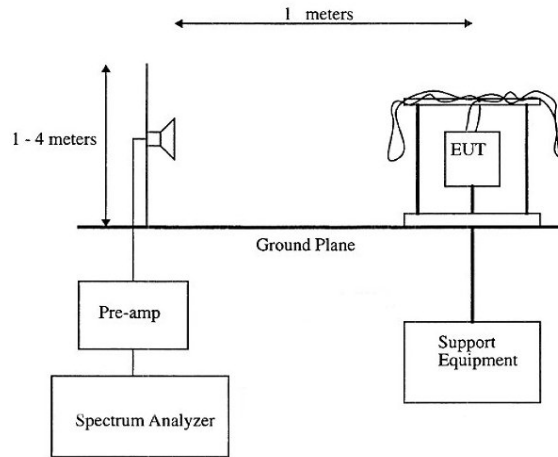 1 meters
1 - 4 meters
EUT
Ground Plane
Pre-amp
Support
Equipment
Spectrum Analyzer